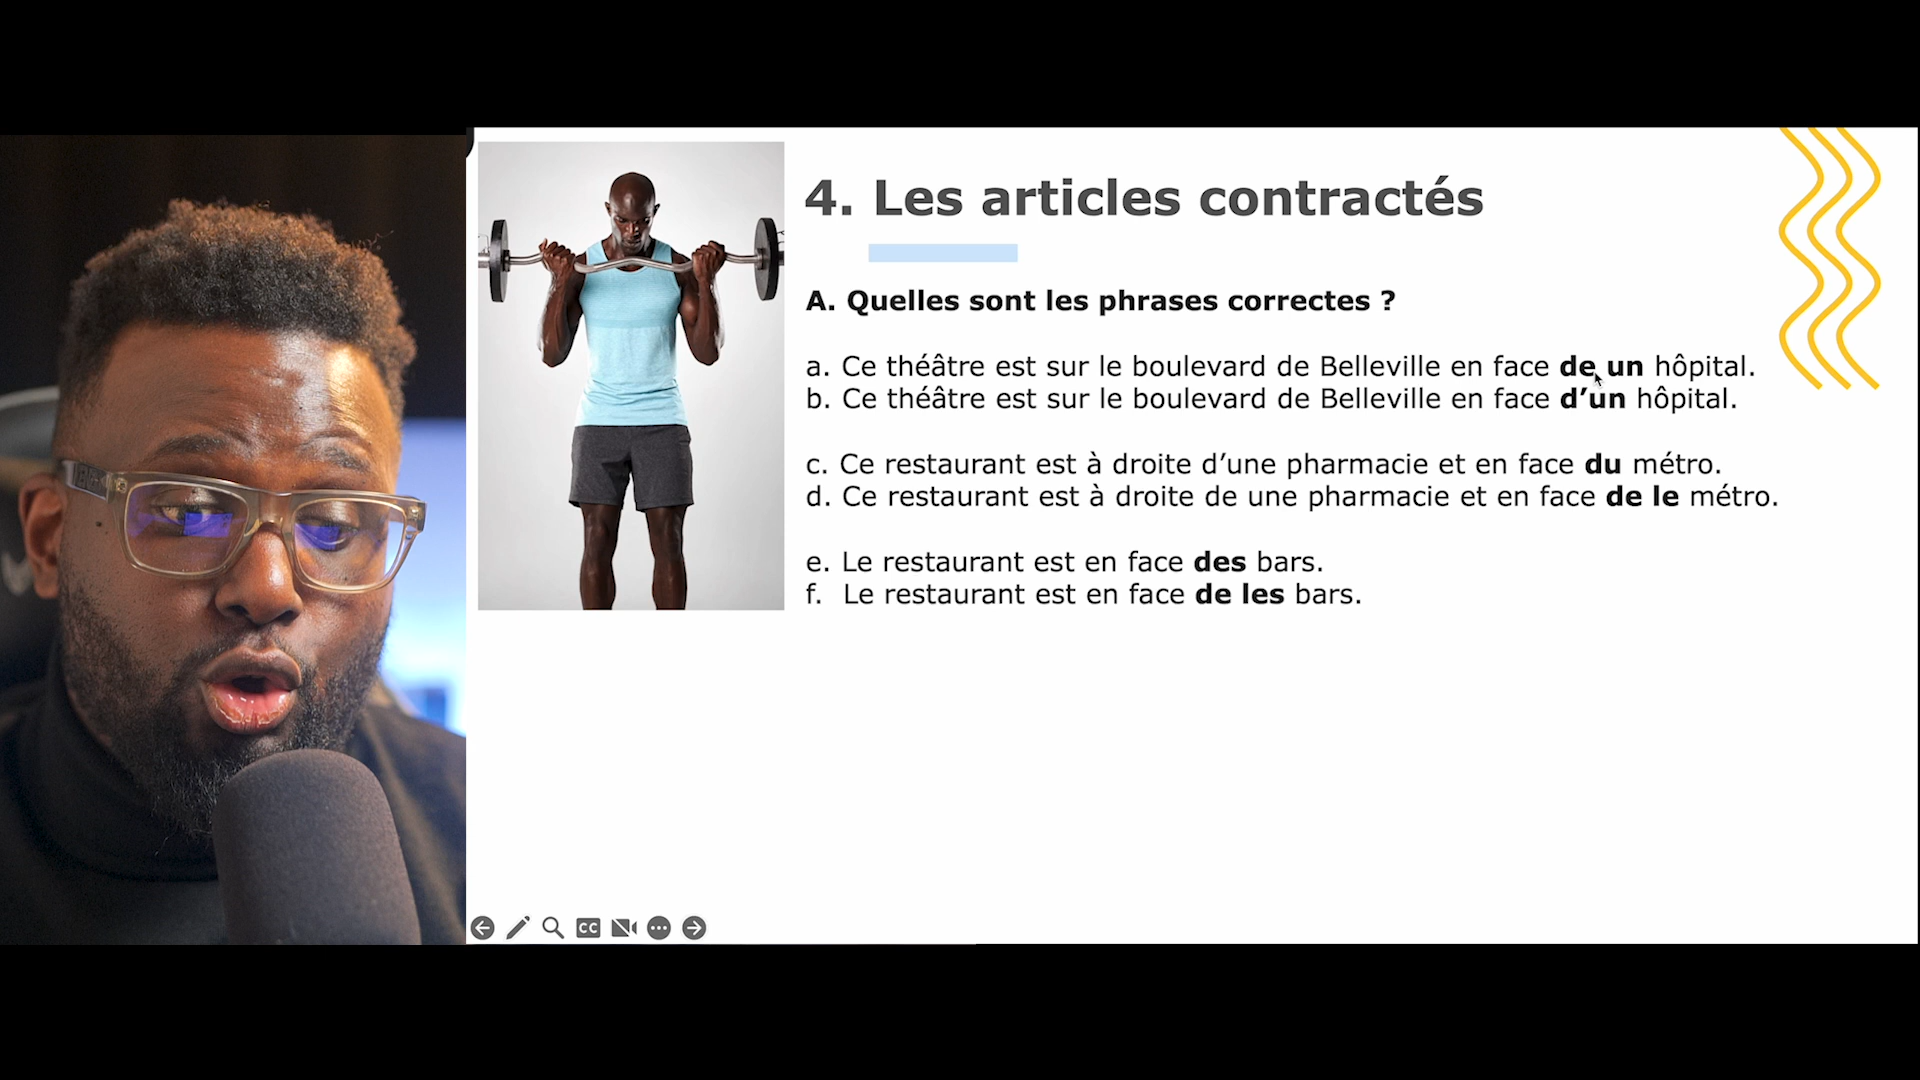 4. Les articles contractés
A. Quelles sont les phrases correctes ?
a. Ce théâtre est sur le boulevard de Belleville en face de un hôpital.
b. Ce théâtre est sur le boulevard de Belleville en face d’un hôpital.
c. Ce restaurant est à droite d’une pharmacie et en face du métro.
d. Ce restaurant est à droite de une pharmacie et en face de le métro.
e. Le restaurant est en face des bars.
f. Le restaurant est en face de les bars.
CC